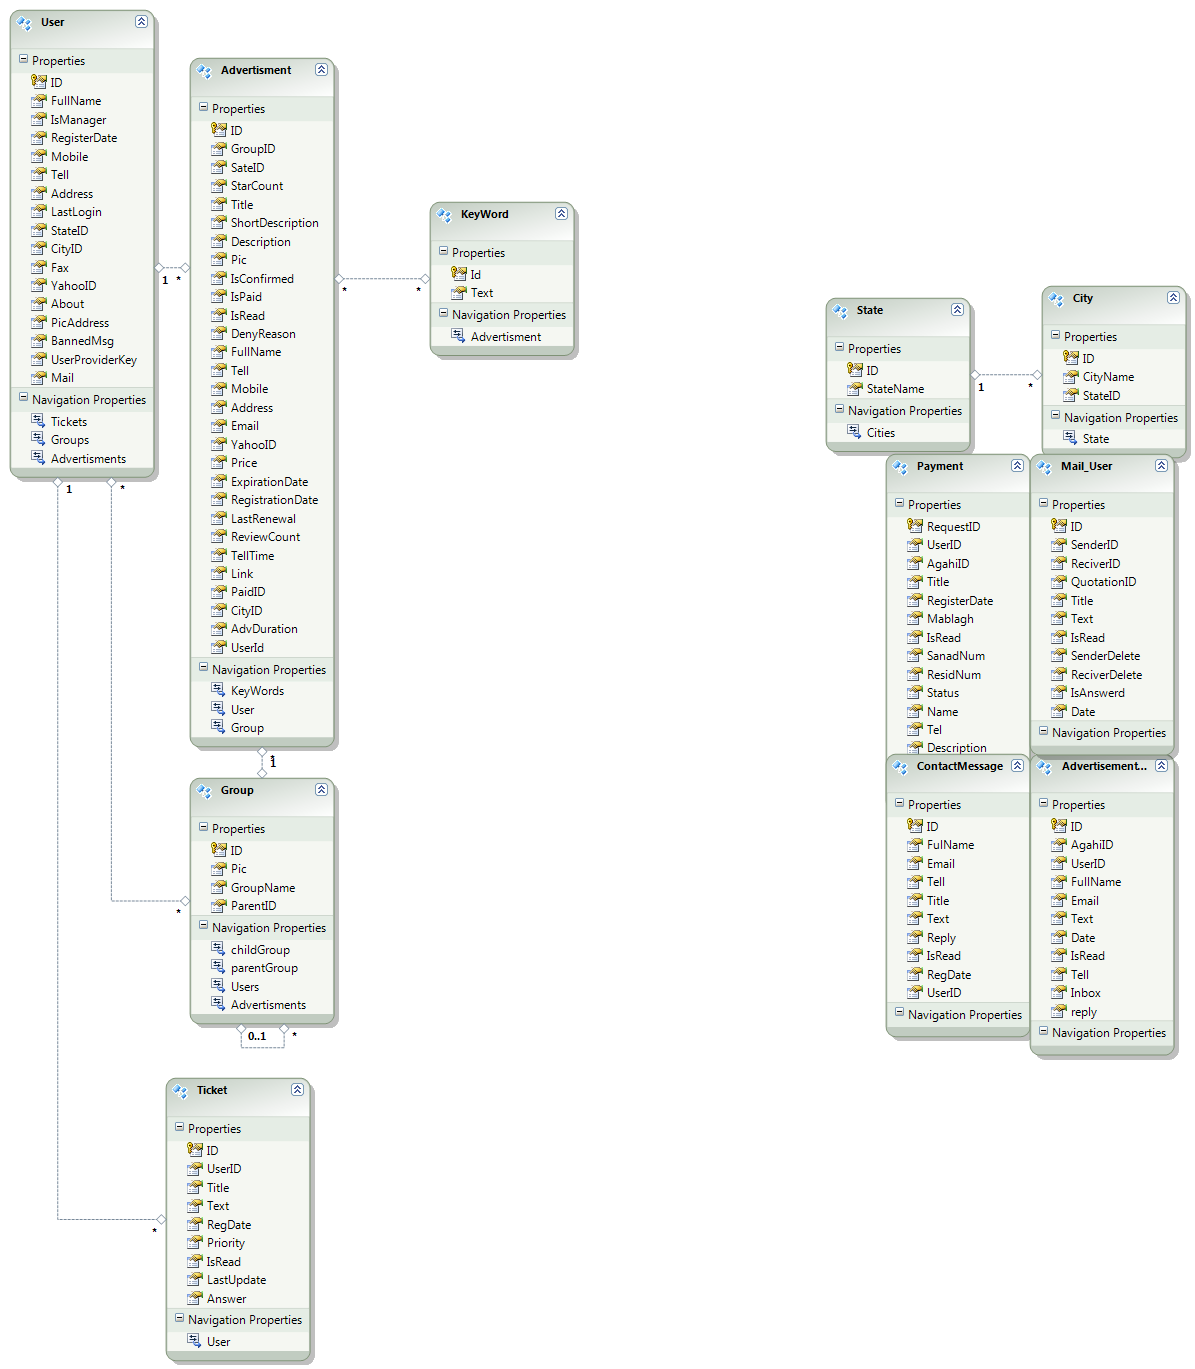 User
Properties
ID
FullName
IsManager
RegisterDate
Mobile
Tell
Address
LastLogin
StateID
CityID
Fax
YahooID
About
PicAddress
BannedMsg
UserProviderKey
Mail
Navigation Properties
Tickets
Groups
Advertisments
1
*
1
*
Advertisment
Properties
ID
GroupID
SateID
StarCount
Title
ShortDescription
Description
Pic
IsConfirmed
IsPaid
IsRead
DenyReason
FullName
Tell
Mobile
Address
Email
YahooID
Price
ExpirationDate
RegistrationDate
LastRenewal
ReviewCount
TellTime
Link
PaidID
CityID
AdvDuration
UserId
Navigation Properties
KeyWords
User
Group
*
*
KeyWord
Properties
Id
Text
Navigation Properties
Advertisment
*
1
Group
Properties
ID
Pic
GroupName
ParentID
Navigation Properties
childGroup
parentGroup
Users
Advertisments
*
0..1
*
Ticket
Properties
ID
UserID
Title
Text
RegDate
Priority
IsRead
LastUpdate
Answer
Navigation Properties
User
*
State
Properties
ID
StateName
Navigation Properties
Cities
1
*
City
Properties
ID
CityName
StateID
Navigation Properties
State
Payment
Properties
RequestID
UserID
AgahiID
Title
RegisterDate
Mablagh
IsRead
SanadNum
ResidNum
Status
Name
Tel
Description
Mail_User
Properties
ID
SenderID
ReciverID
QuotationID
Title
Text
IsRead
SenderDelete
ReciverDelete
IsAnswerd
Date
Navigation Properties
ContactMessage
Properties
ID
FulName
Email
Tell
Title
Text
Reply
IsRead
RegDate
UserID
Navigation Properties
Advertisement...
Properties
ID
AgahiID
UserID
FullName
Email
Text
Date
IsRead
Tell
Inbox
reply
Navigation Properties